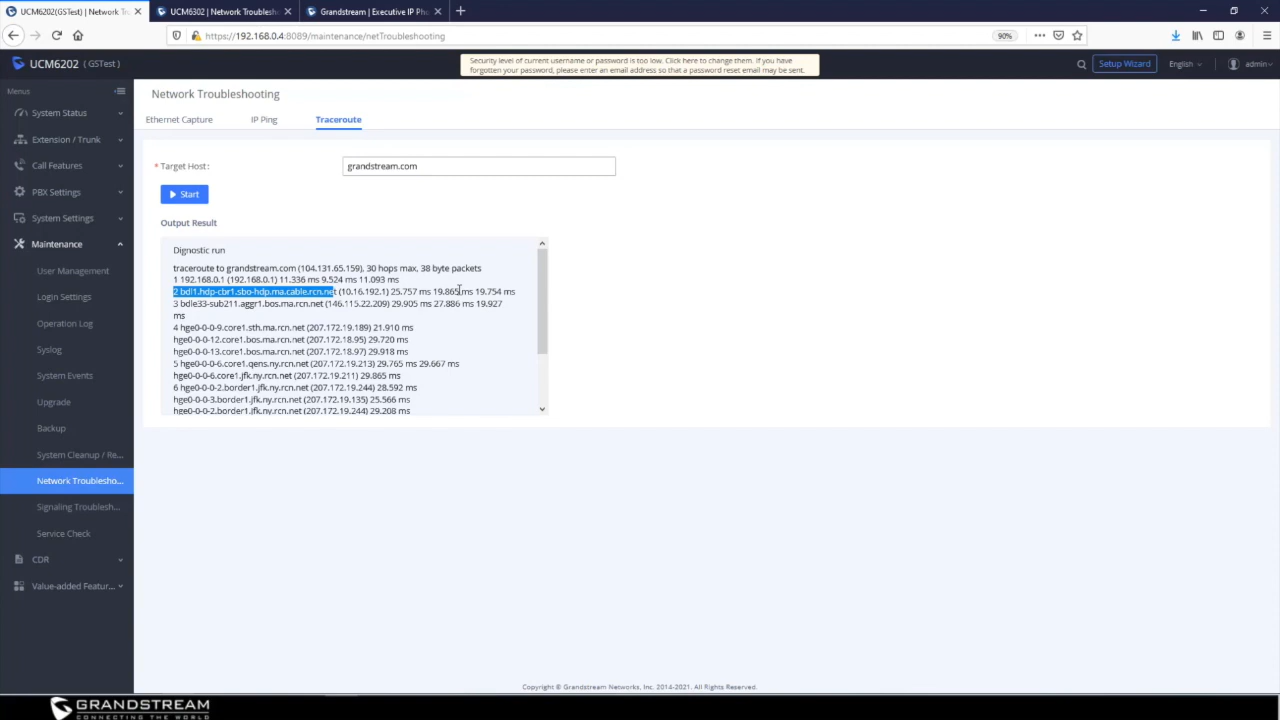 UCM6202(GSTest) | Network Tr
UCM6302 | Network Troublesh
Grandstream | Executive IP Ph
https://192.168.0.4:8089/maintenance/netTroubleshooting
90%
UCM6202 ( GSTest )
Security level of current username or password is too low. Click here to change them. If you have
forgotten your password, please enter an email address so that a password reset email may be sent.
Setup Wizard
English
admin
Menus
System Status
Extension / Trunk
Call Features
PBX Settings
System Settings
Maintenance
User Management
Login Settings
Operation Log
Syslog
System Events
Upgrade
Backup
System Cleanup / Re...
Network Troublesho...
Signaling Troublesh...
Service Check
CDR
Value-added Featur...
Network Troubleshooting
Ethernet Capture
IP Ping
Traceroute
* Target Host :
grandstream.com
Start
Output Result
Dignostic run
traceroute to grandstream.com (104.131.65.159), 30 hops max, 38 byte packets
1 192.168.0.1 (192.168.0.1) 11.336 ms 9.524 ms 11.093 ms
2 bdl1.hdp-cbr1.sbo-hdp.ma.cable.rcn.net (10.16.192.1) 25.757 ms 19.865 ms 19.754 ms
3 bdle33-sub211.aggr1.bos.ma.rcn.net (146.115.22.209) 29.905 ms 27.886 ms 19.927
ms
4 hge0-0-0-9.core1.sth.ma.rcn.net (207.172.19.189) 21.910 ms
hge0-0-0-12.core1.bos.ma.rcn.net (207.172.18.95) 29.720 ms
hge0-0-0-13.core1.bos.ma.rcn.net (207.172.18.97) 29.918 ms
5 hge0-0-0-6.core1.qens.ny.rcn.net (207.172.19.213) 29.765 ms 29.667 ms
hge0-0-0-6.core1.jfk.ny.rcn.net (207.172.19.211) 29.865 ms
6 hge0-0-0-2.border1.jfk.ny.rcn.net (207.172.19.244) 28.592 ms
hge0-0-0-3.border1.jfk.ny.rcn.net (207.172.19.135) 25.566 ms
hge0-0-0-2.border1.jfk.ny.rcn.net (207.172.19.244) 29.208 ms
Copyright © Grandstream Networks, Inc. 2014-2021. All Rights Reserved.
GRANDSTREAM
CONNECTING THE WORLD